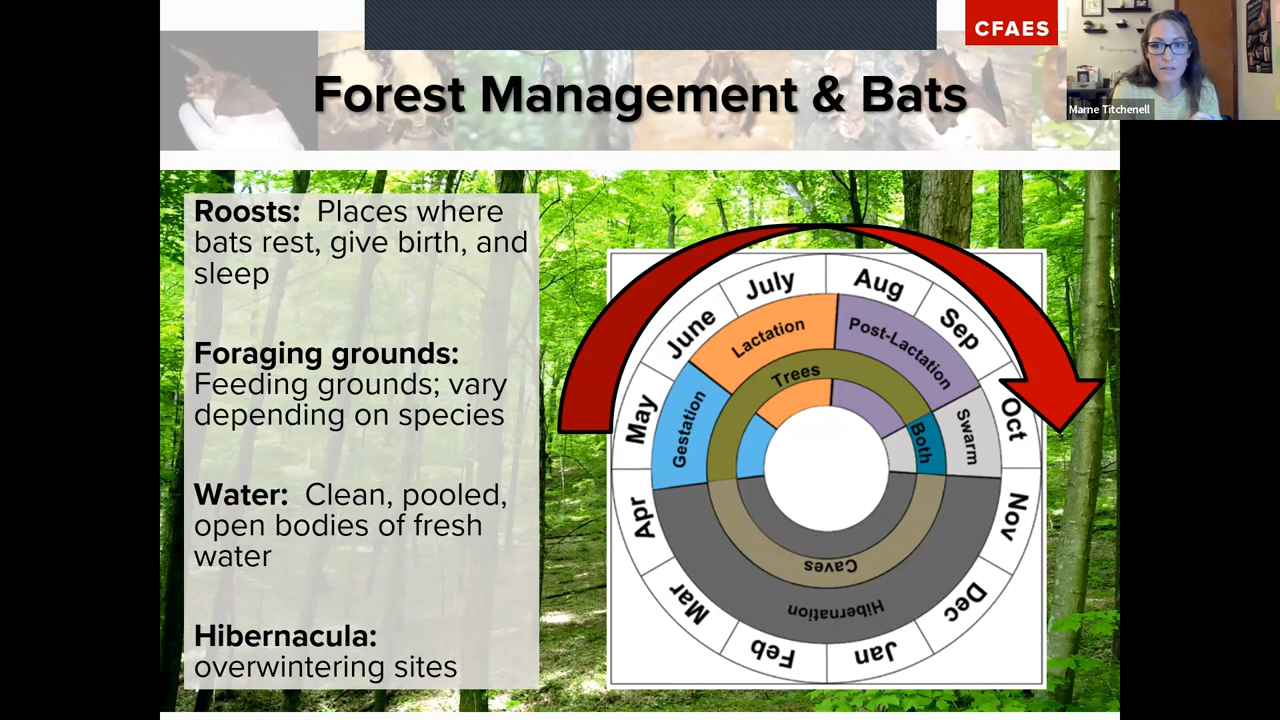 CFAES
Forest Management & Bats
Marne Titchenell
Roosts: Places where
bats rest, give birth, and
sleep
Foraging grounds:
Feeding grounds; vary
depending on species
Water: Clean, pooled,
open bodies of fresh
water
Hibernacula:
overwintering sites
July
Aug
June
Sep
May
Oct
Apr
Nov
Mar
Dec
Feb
Jan
Lactation
Post-Lactation
Gestation
Swarm
Trees
Both
Caves
Hibernation